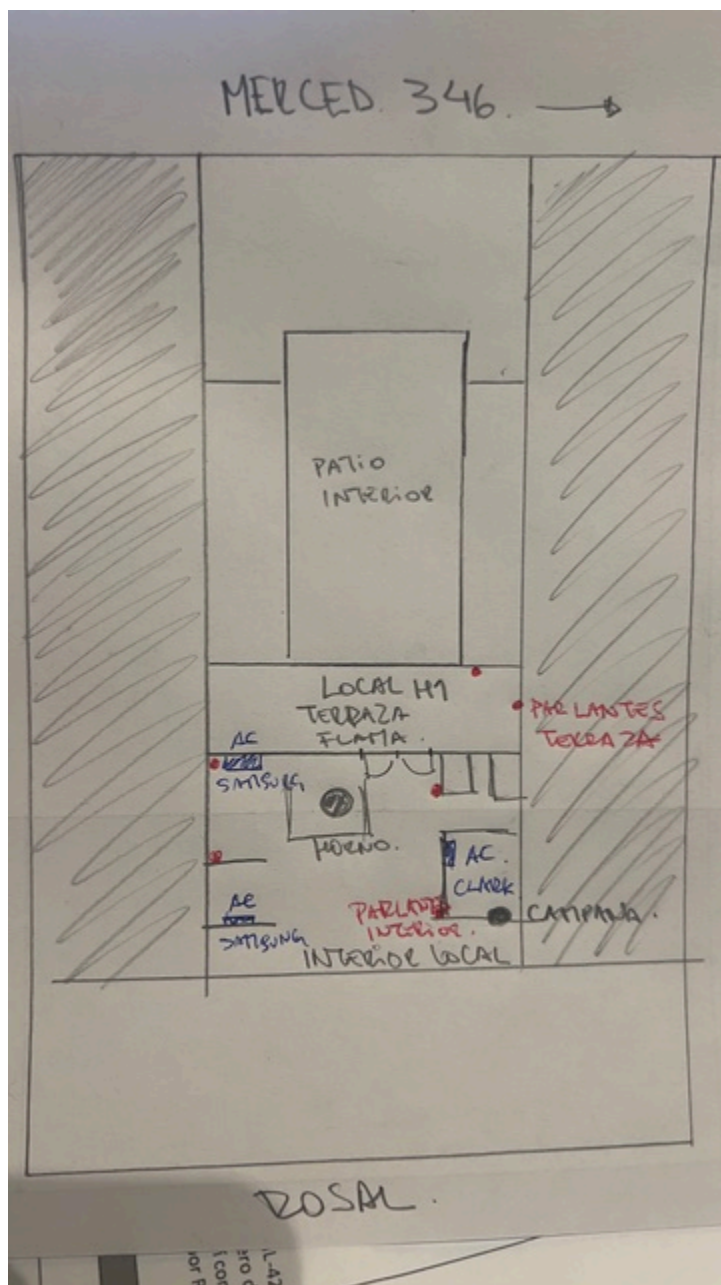 MERCED. 346.
PATIO
INTERIOR
LOCAL H1
TERRAZA
FLAMA.
PARLANTES
TERRAZA
AC
SAMSUNG
HORNO.
AC.
CLARK
AC
SAMSUNG
PARLANTE
INTERIOR.
CAMPANA.
INTERIOR LOCAL
ROSAL.